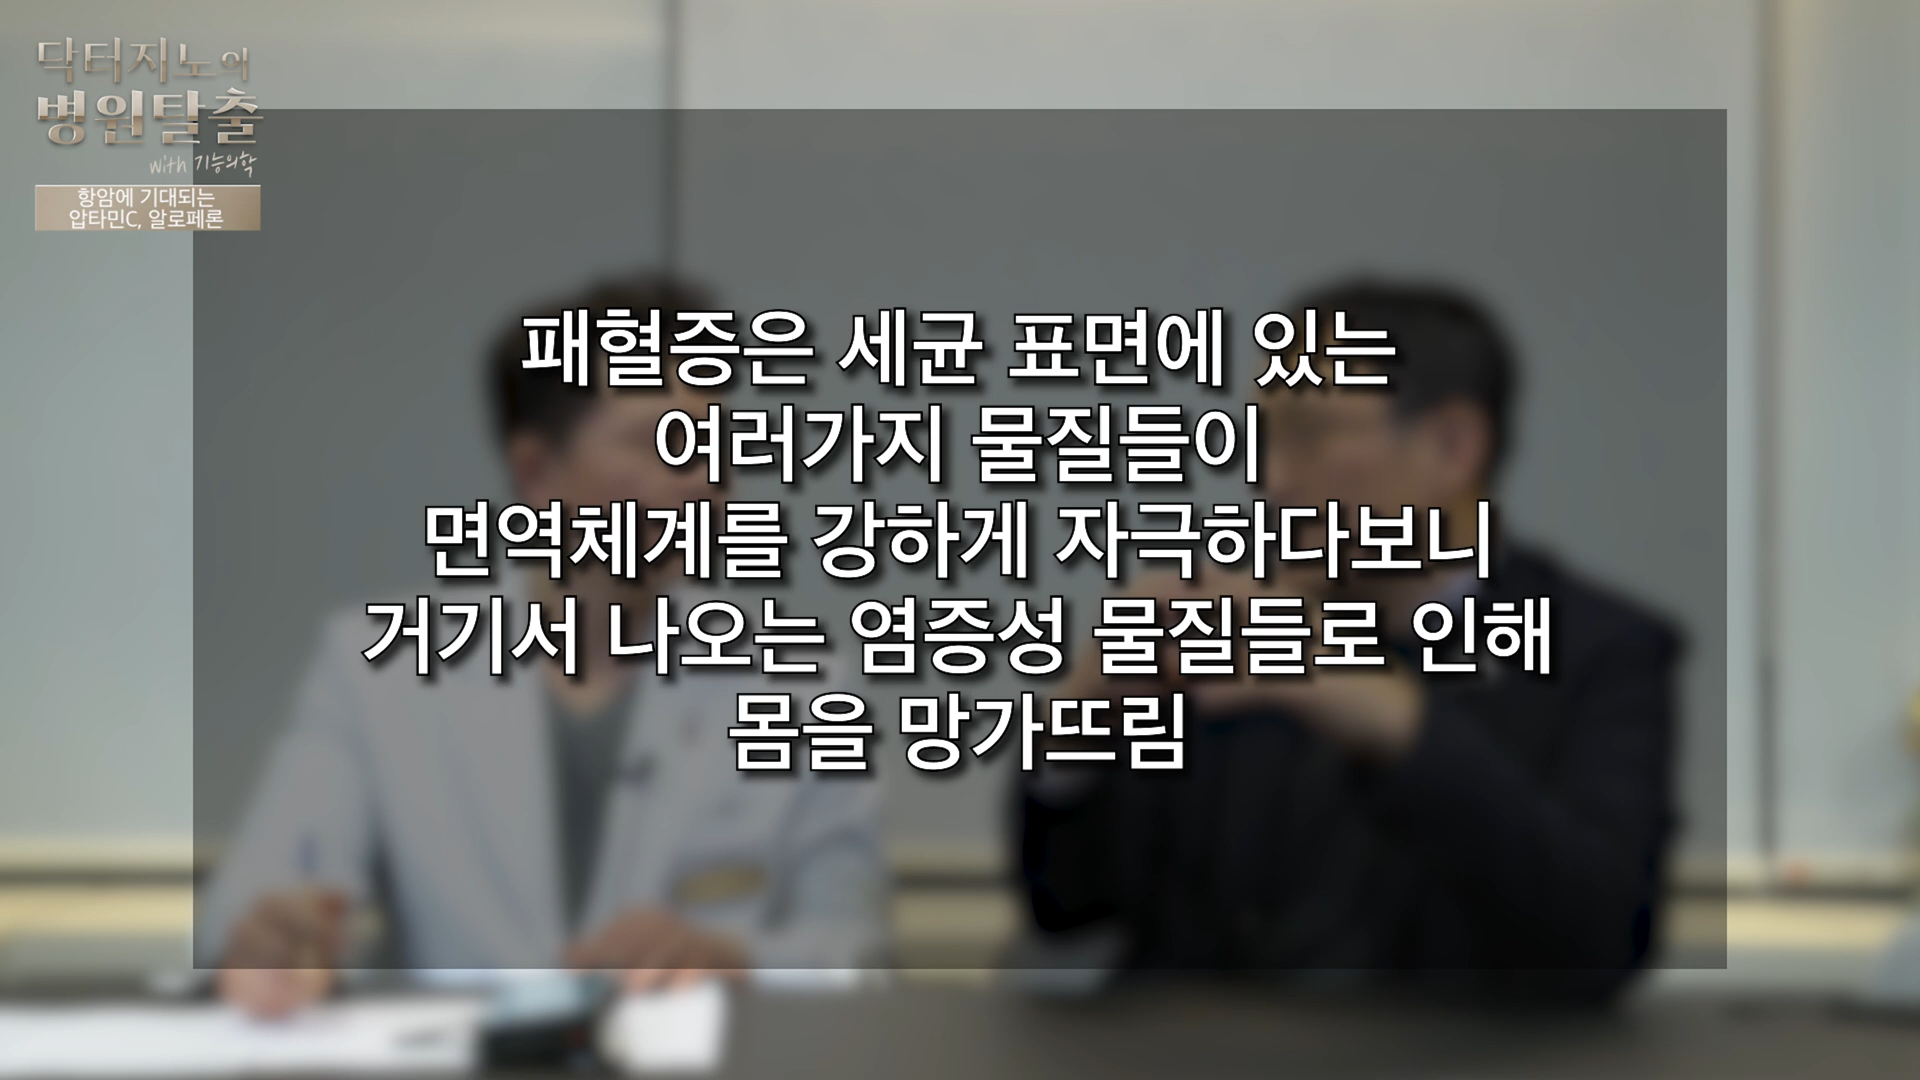 닥터지노의
병원탈출
with 기능의학
항암에 기대되는
압타민C, 알로페론
패혈증은 세균 표면에 있는
여러가지 물질들이
면역체계를 강하게 자극하다보니
거기서 나오는 염증성 물질들로 인해
몸을 망가뜨림